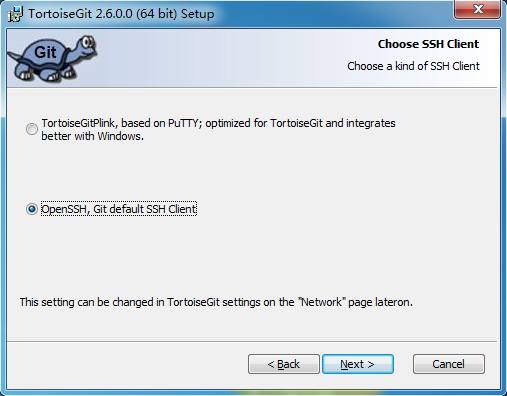 TortoiseGit 2.6.0.0 (64 bit) Setup
Git
Choose SSH Client
Choose a kind of SSH Client
TortoiseGitPlink, based on PuTTY; optimized for TortoiseGit and integrates
better with Windows.
OpenSSH, Git default SSH Client
This setting can be changed in TortoiseGit settings on the "Network" page lateron.
< Back
Next >
Cancel